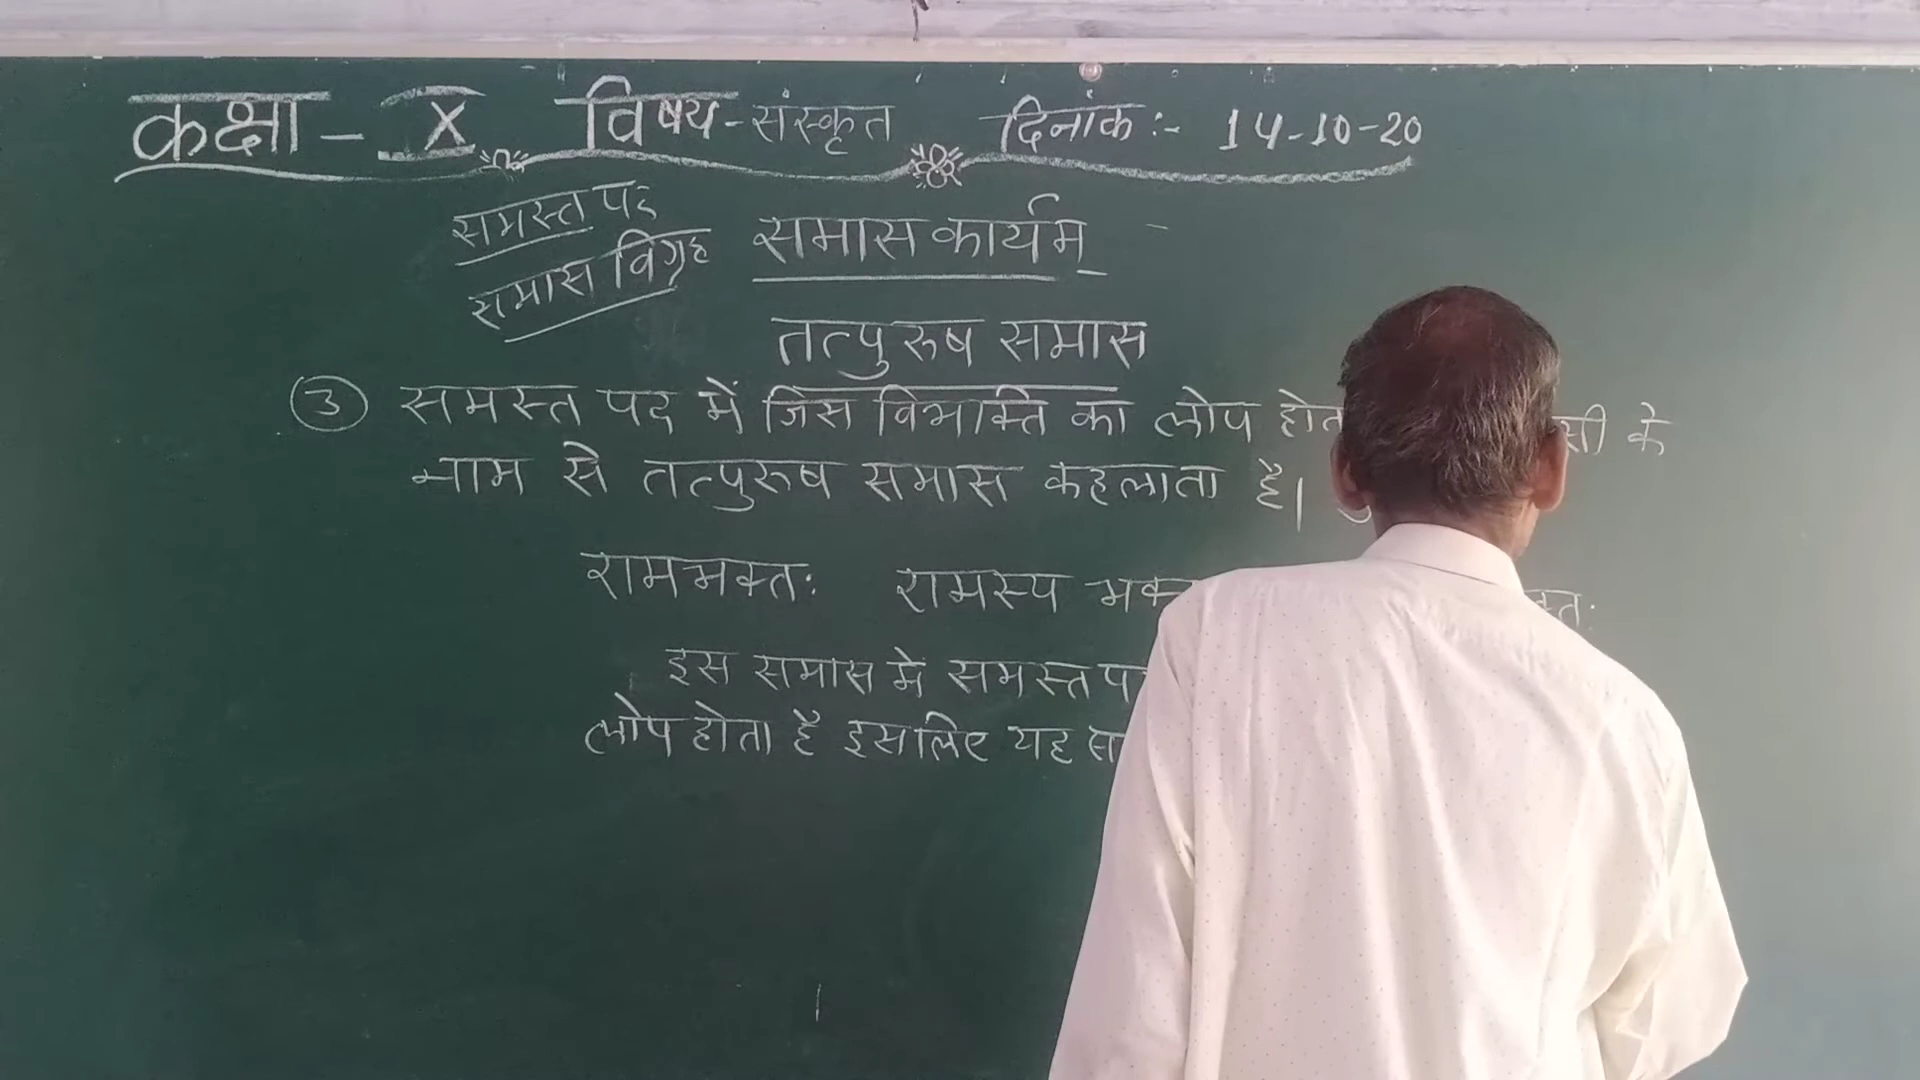 कक्षा - X विषय - संस्कृत दिनांक :- 14-10-20
समस्त पद
समास विग्रह
समास कार्यम्
तत्पुरुष समास
③ समस्त पद में जिस विभक्ति का लोप के
नाम से तत्पुरुष समास कहलाता है।
रामभक्तः रामस्य
इस समास मे समस्त
लोप होता है इसलिए यह